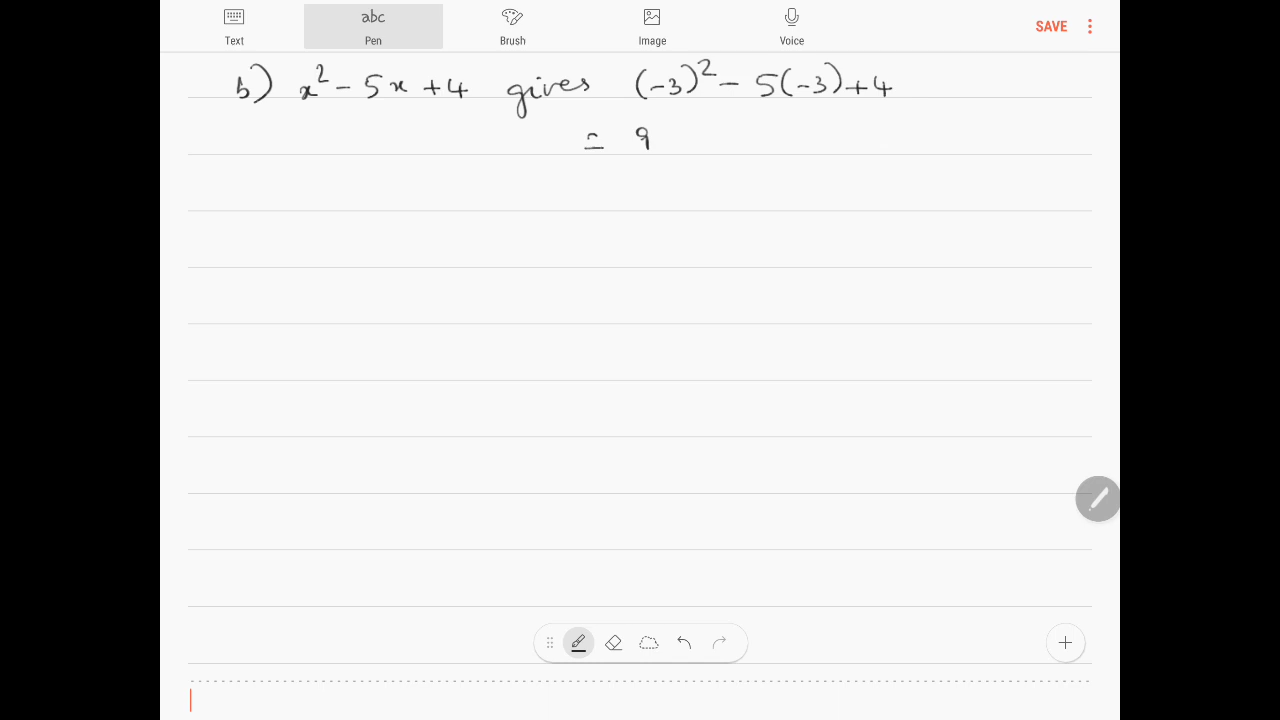 Text abc Pen Brush Image Voice SAVE
b) x² - 5x + 4 gives (-3)² - 5(-3) + 4
= 9